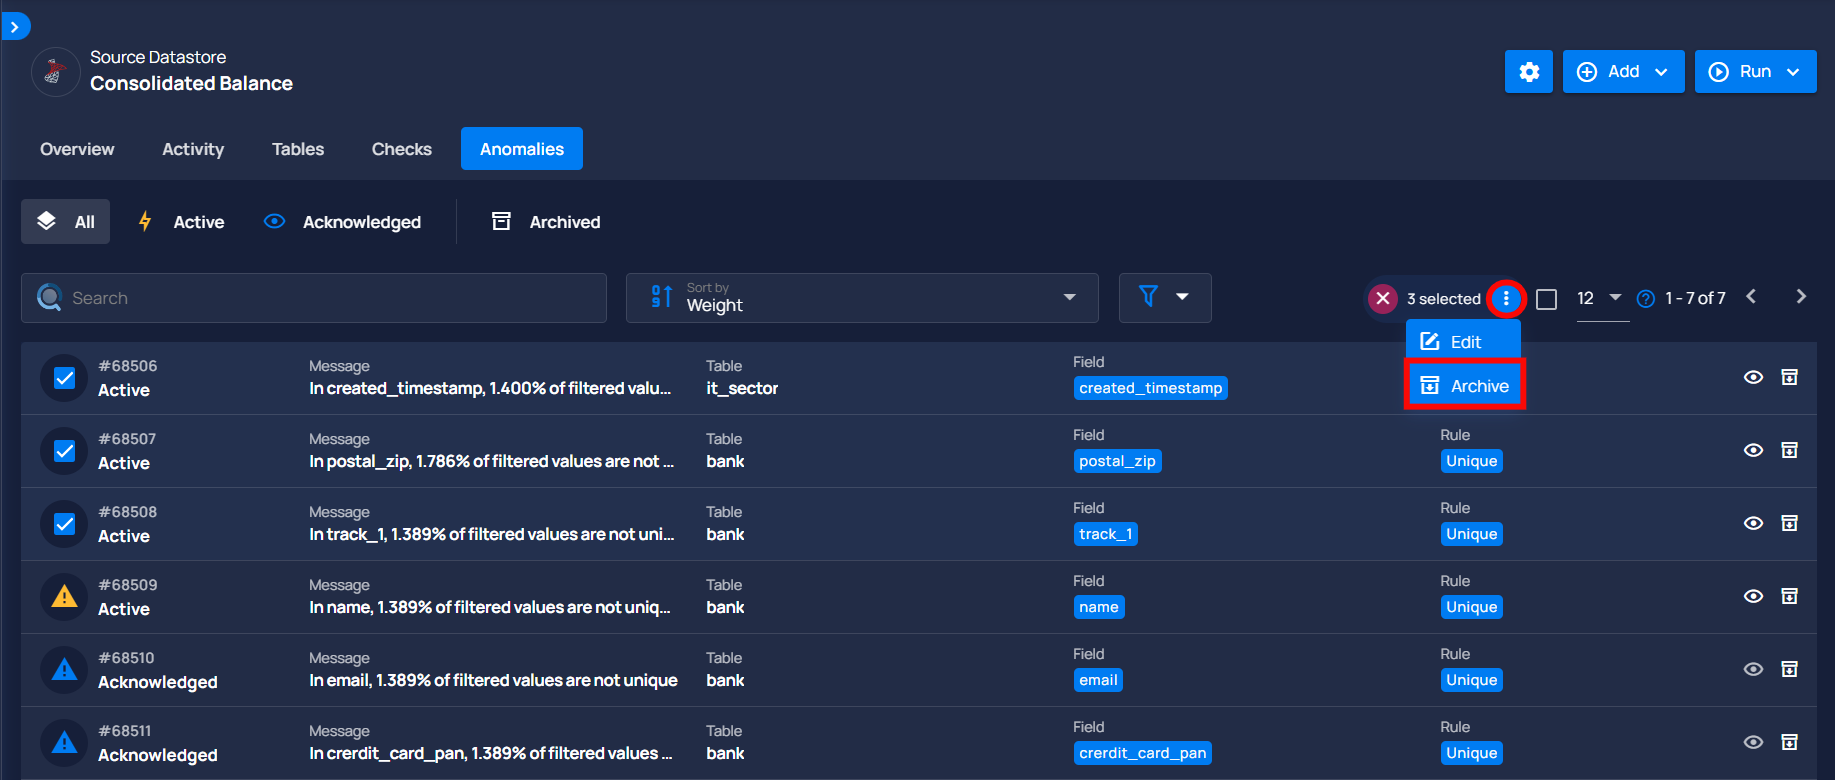 Source Datastore
Consolidated Balance
Add
Run
Overview
Activity
Tables
Checks
Anomalies
All
Active
Acknowledged
Archived
Search
Sort by
Weight
3 selected
12
1 - 7 of 7
Edit
Archive
#68506
Active
Message
In created_timestamp, 1.400% of filtered valu...
Table
it_sector
Field
created_timestamp
#68507
Active
Message
In postal_zip, 1.786% of filtered values are not ...
Table
bank
Field
postal_zip
Rule
Unique
#68508
Active
Message
In track_1, 1.389% of filtered values are not uni...
Table
bank
Field
track_1
Rule
Unique
#68509
Active
Message
In name, 1.389% of filtered values are not uniq...
Table
bank
Field
name
Rule
Unique
#68510
Acknowledged
Message
In email, 1.389% of filtered values are not unique
Table
bank
Field
email
Rule
Unique
#68511
Acknowledged
Message
In crerdit_card_pan, 1.389% of filtered values ...
Table
bank
Field
crerdit_card_pan
Rule
Unique